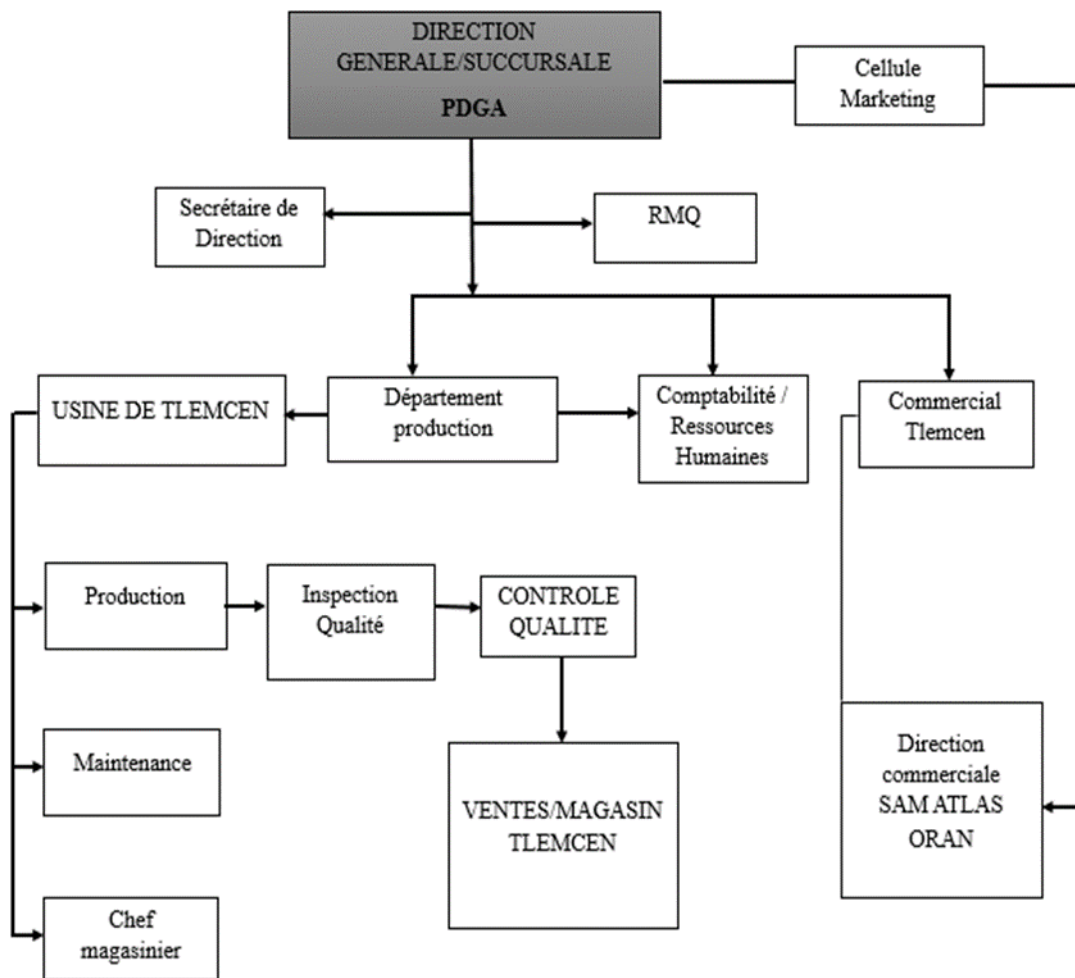 DIRECTION
GENERALE/SUCCURSALE
PDGA
Cellule
Marketing
Secrétaire de
Direction
RMQ
USINE DE TLEMCEN
Département
production
Comptabilité /
Ressources
Humaines
Commercial
Tlemcen
Production
Inspection
Qualité
CONTROLE
QUALITE
Maintenance
VENTES/MAGASIN
TLEMCEN
Direction
commerciale
SAM ATLAS
ORAN
Chef
magasinier